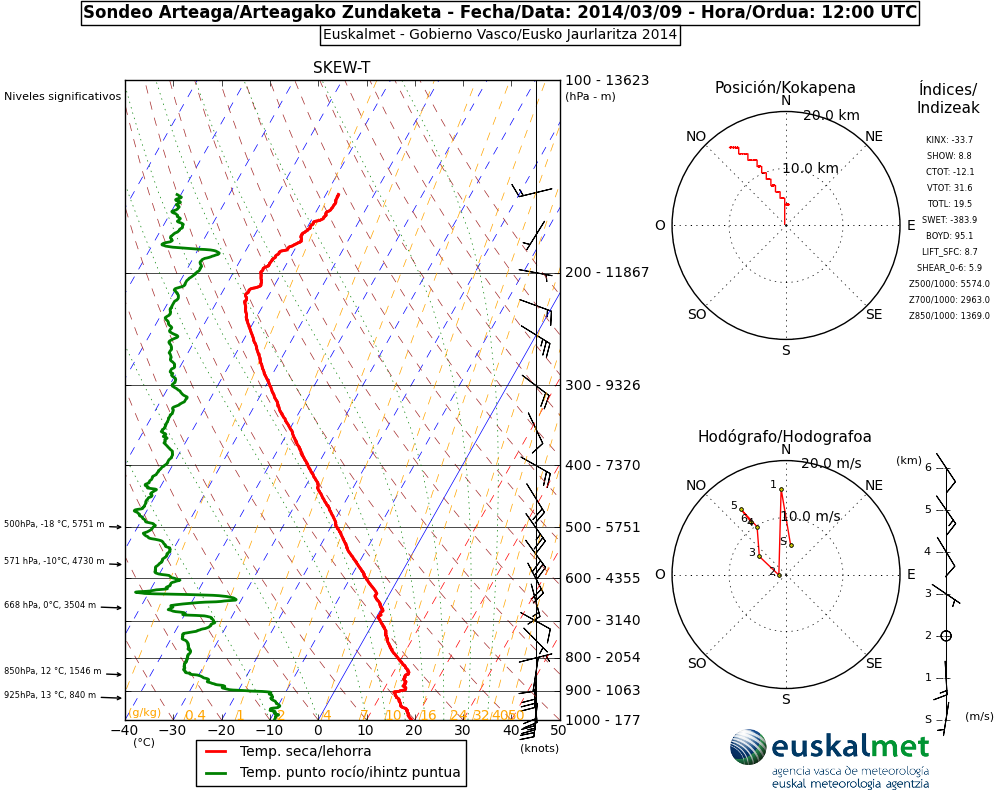 Sondeo Arteaga/Arteagako Zundaketa - Fecha/Data: 2014/03/09 - Hora/Ordua: 12:00 UTC
Euskalmet - Gobierno Vasco/Eusko Jaurlaritza 2014
SKEW-T
Niveles significativos
100 - 13623
(hPa - m)
200 - 11867
300 - 9326
400 - 7370
500hPa, -18 °C, 5751 m
500 - 5751
571 hPa, -10°C, 4730 m
600 - 4355
668 hPa, 0°C, 3504 m
700 - 3140
800 - 2054
850hPa, 12 °C, 1546 m
900 - 1063
925hPa, 13 °C, 840 m
(g/kg) 0.4 1 2 4 7 10 16 24 32 40 50
1000 - 177
−40 −30 −20 −10 0 10 20 30 40 50
(°C)
(knots)
Temp. seca/lehorra
Temp. punto rocío/ihintz puntua
Posición/Kokapena
N
20.0 km
NO
NE
10.0 km
O
E
SO
SE
S
Índices/
Indizeak
KINX: -33.7
SHOW: 8.8
CTOT: -12.1
VTOT: 31.6
TOTL: 19.5
SWET: -383.9
BOYD: 95.1
LIFT_SFC: 8.7
SHEAR_0-6: 5.9
Z500/1000: 5574.0
Z700/1000: 2963.0
Z850/1000: 1369.0
Hodógrafo/Hodografoa
N
20.0 m/s
NO
NE
1
5
6
4
10.0 m/s
S
3
2
O
E
SO
SE
S
(km)
6
5
4
3
2
1
S
(m/s)
euskalmet
agencia vasca de meteorología
euskal meteorologia agentzia